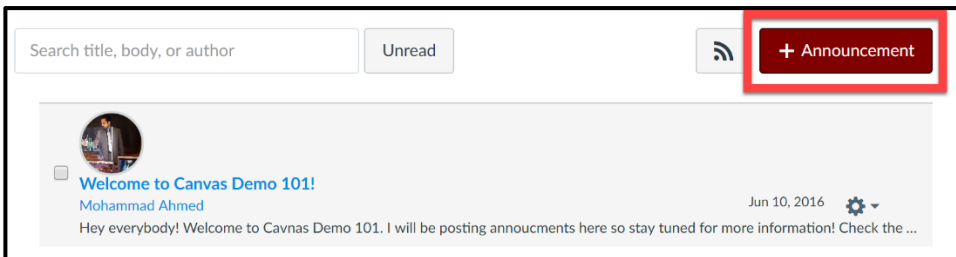 Search title, body, or author Unread + Announcement
Welcome to Canvas Demo 101!
Mohammad Ahmed Jun 10, 2016
Hey everybody! Welcome to Cavnas Demo 101. I will be posting annoucments here so stay tuned for more information! Check the ...